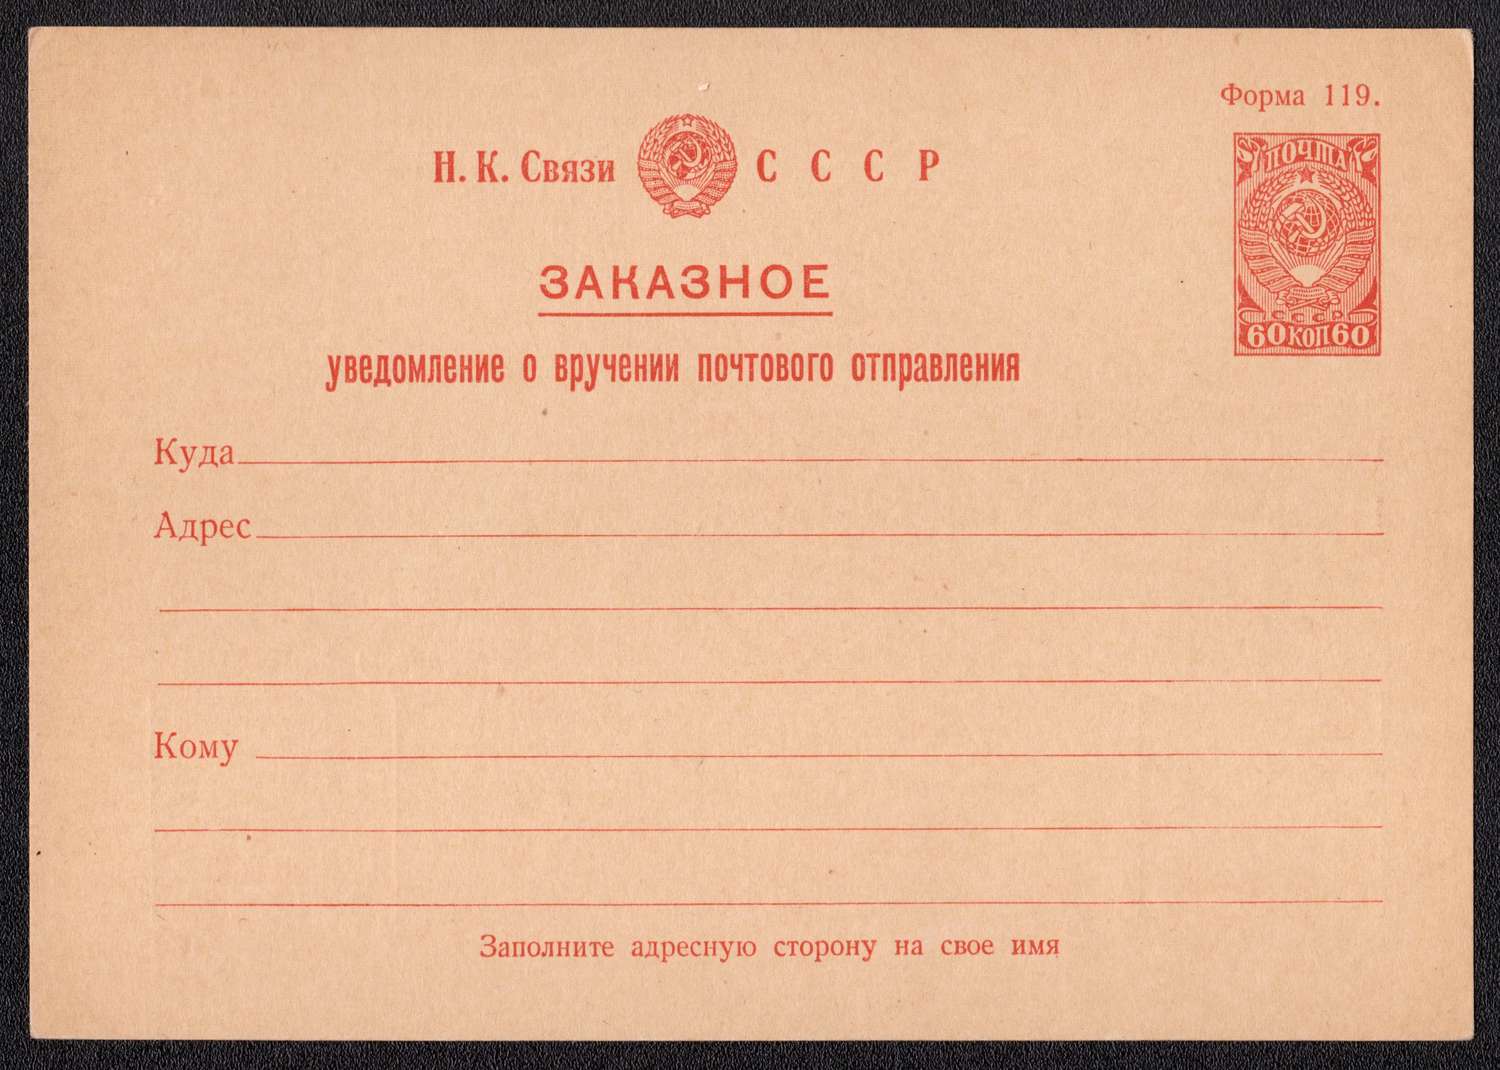 Форма 119.
Н. К. Связи СССР
ПОЧТА
СССР
60 КОП 60
ЗАКАЗНОЕ
уведомление о вручении почтового отправления
Куда
Адрес
Кому
Заполните адресную сторону на свое имя